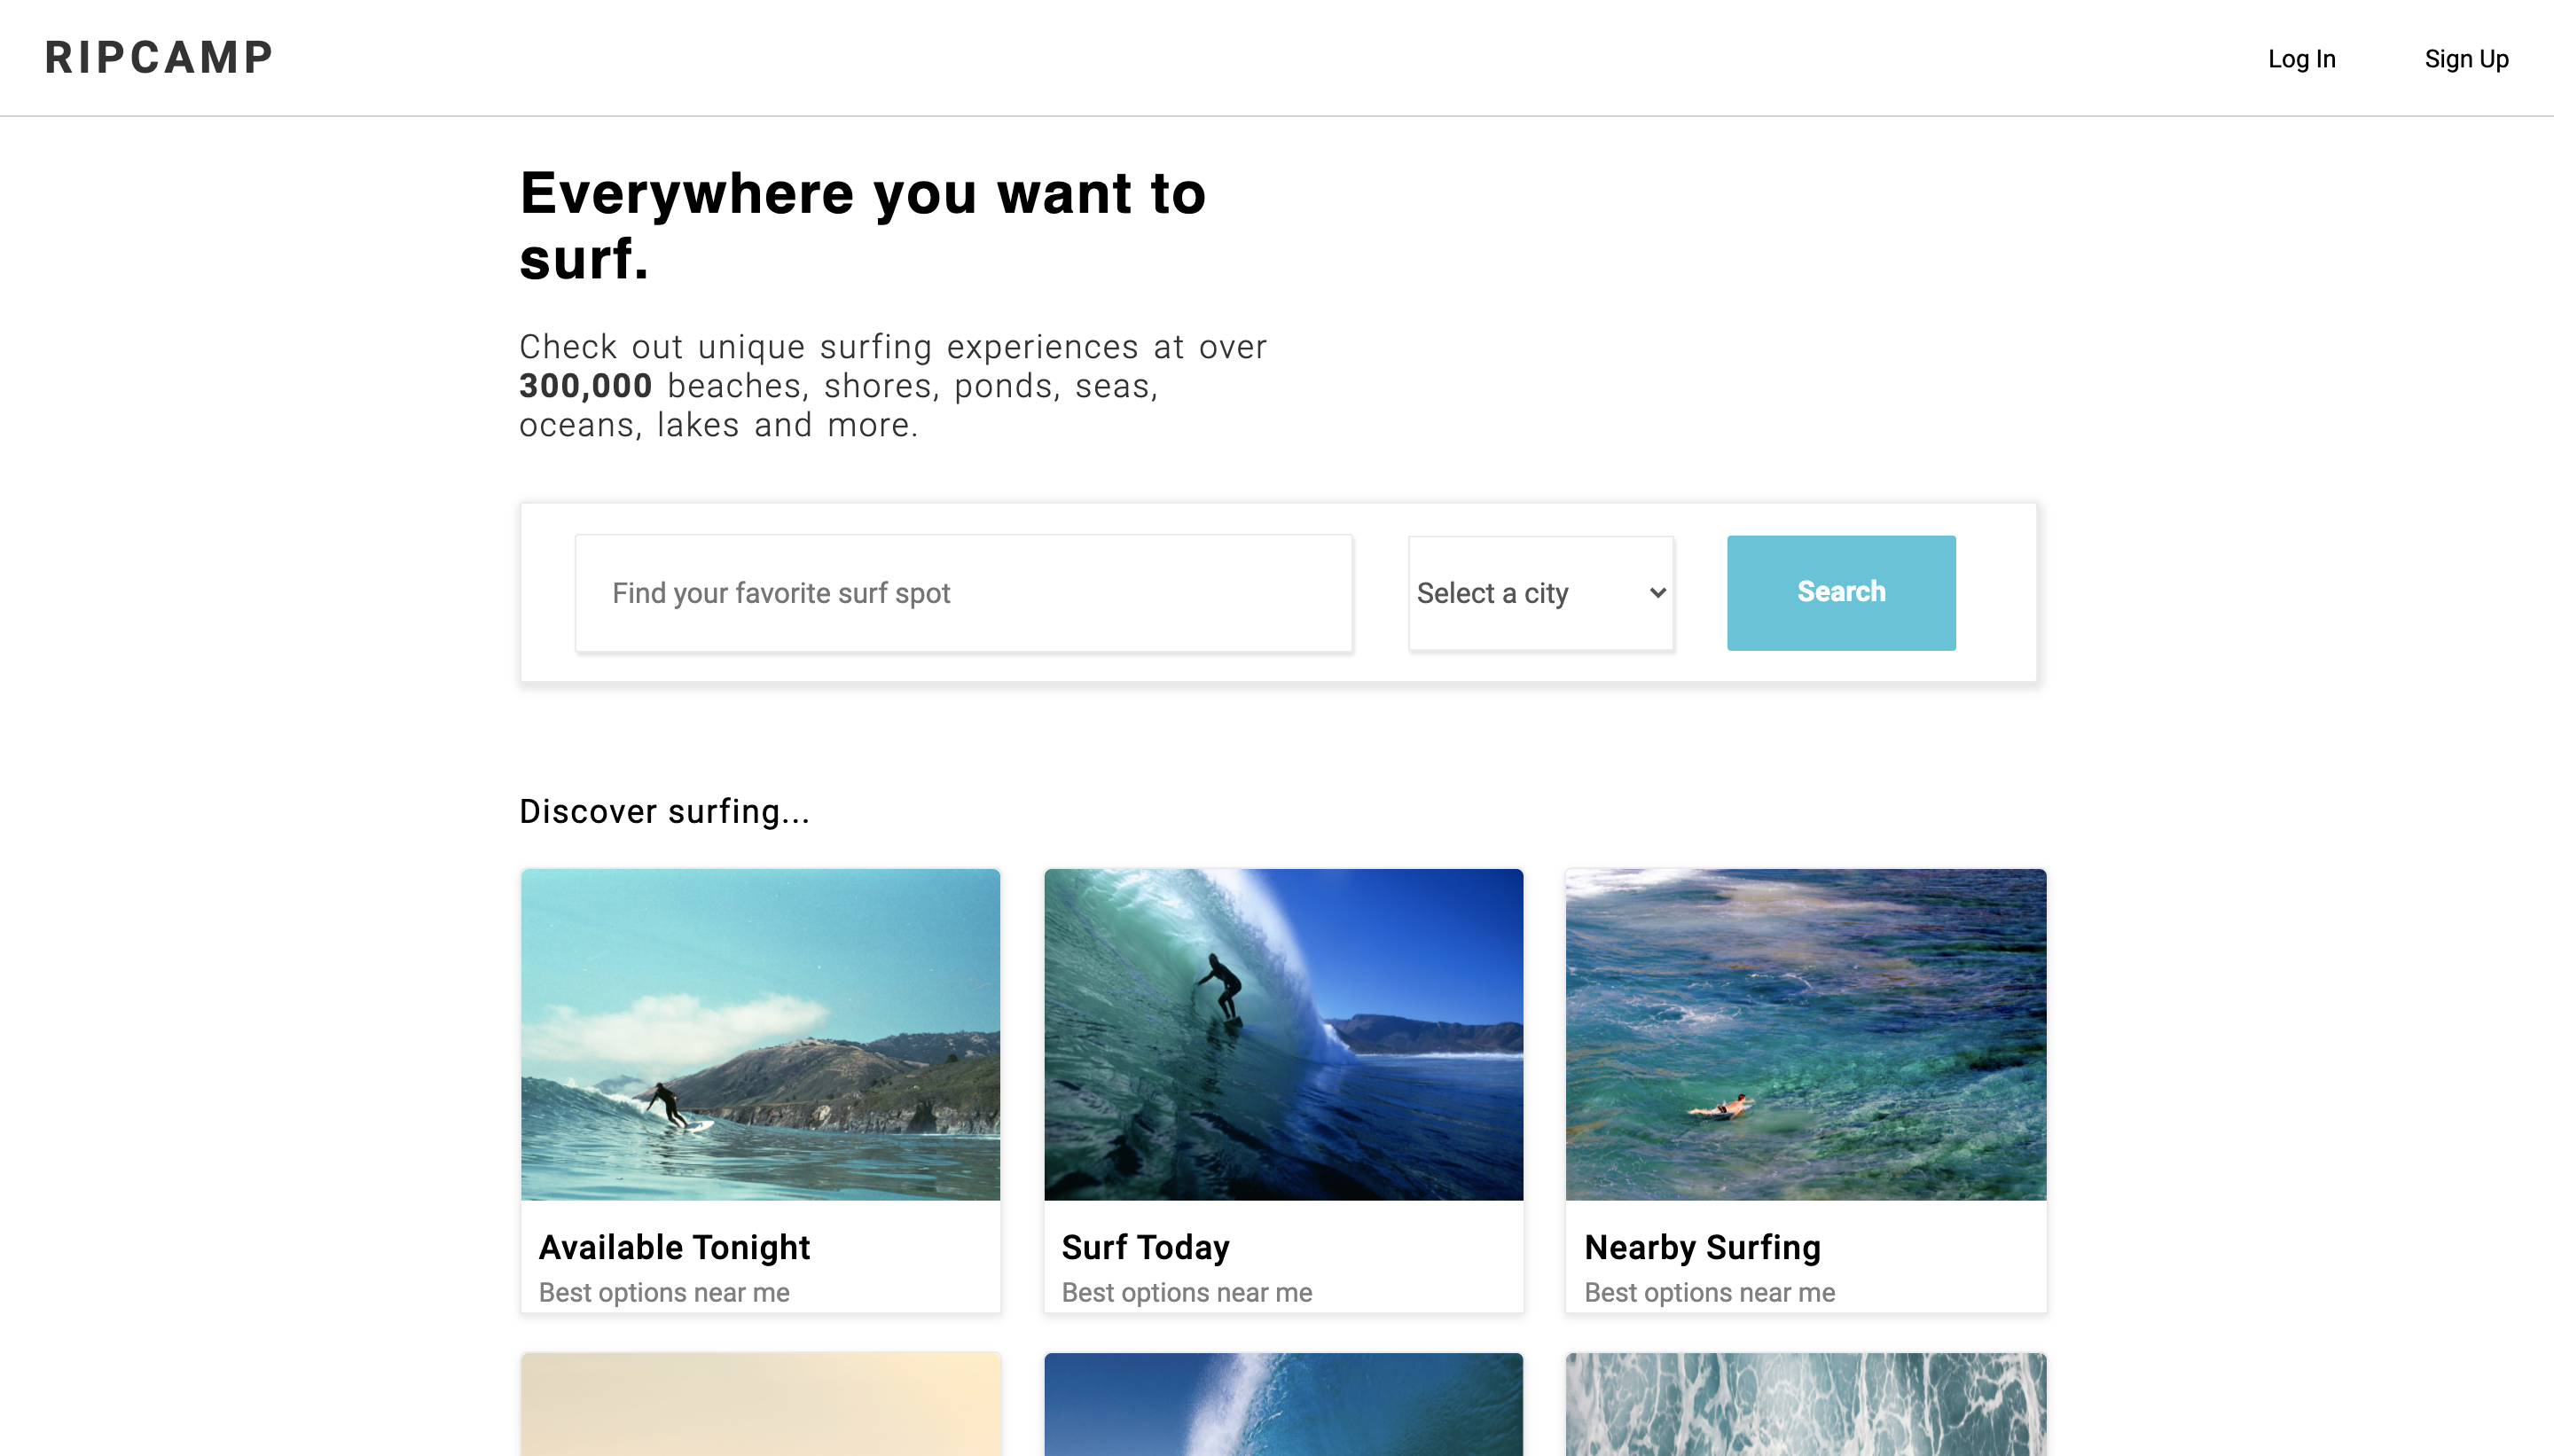 RIPCAMP
Log In
Sign Up
Everywhere you want to
surf.
Check out unique surfing experiences at over
300,000 beaches, shores, ponds, seas,
oceans, lakes and more.
Find your favorite surf spot
Select a city
Search
Discover surfing...
Available Tonight
Best options near me
Surf Today
Best options near me
Nearby Surfing
Best options near me